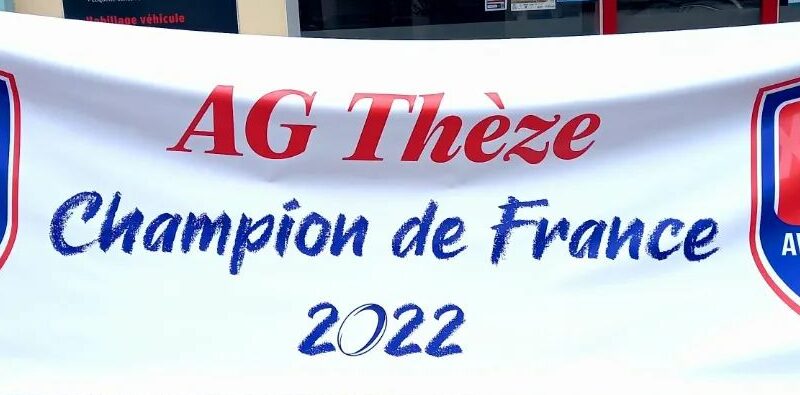 Habillage véhicule
AG Thèze
Champion de France
2022